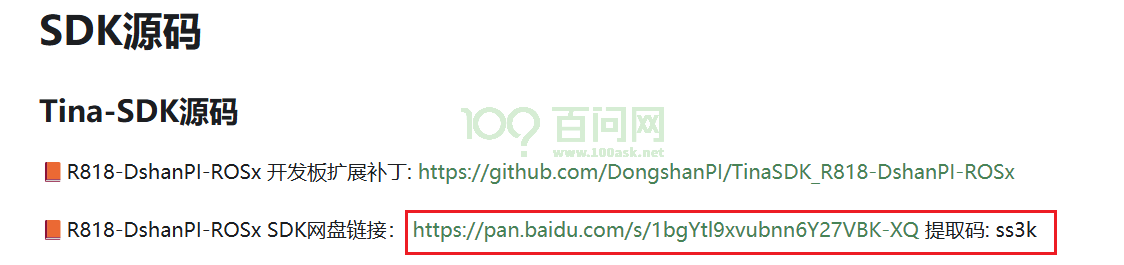 SDK源码
Tina-SDK源码
100?百问网
www.100ask.net
R818-DshanPI-ROSx 开发板扩展补丁: https://github.com/DongshanPI/TinaSDK_R818-DshanPI-ROSx
R818-DshanPI-ROSx SDK网盘链接： https://pan.baidu.com/s/1bgYtl9xvubnn6Y27VBK-XQ 提取码: ss3k